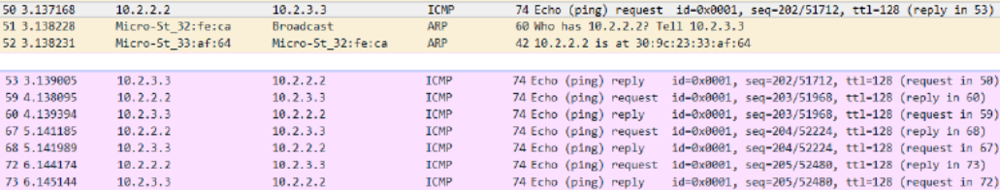 50 3.137168 10.2.2.2 10.2.3.3 ICMP 74 Echo (ping) request id=0x0001, seq=202/51712, ttl=128 (reply in 53)
51 3.138228 Micro-St_32:fe:ca Broadcast ARP 60 Who has 10.2.2.2? Tell 10.2.3.3
52 3.138231 Micro-St_33:af:64 Micro-St_32:fe:ca ARP 42 10.2.2.2 is at 30:9c:23:33:af:64
53 3.139005 10.2.3.3 10.2.2.2 ICMP 74 Echo (ping) reply id=0x0001, seq=202/51712, ttl=128 (request in 50)
59 4.138095 10.2.2.2 10.2.3.3 ICMP 74 Echo (ping) request id=0x0001, seq=203/51968, ttl=128 (reply in 60)
60 4.139394 10.2.3.3 10.2.2.2 ICMP 74 Echo (ping) reply id=0x0001, seq=203/51968, ttl=128 (request in 59)
67 5.141185 10.2.2.2 10.2.3.3 ICMP 74 Echo (ping) request id=0x0001, seq=204/52224, ttl=128 (reply in 68)
68 5.141989 10.2.3.3 10.2.2.2 ICMP 74 Echo (ping) reply id=0x0001, seq=204/52224, ttl=128 (request in 67)
72 6.144174 10.2.2.2 10.2.3.3 ICMP 74 Echo (ping) request id=0x0001, seq=205/52480, ttl=128 (reply in 73)
73 6.145144 10.2.3.3 10.2.2.2 ICMP 74 Echo (ping) reply id=0x0001, seq=205/52480, ttl=128 (request in 72)